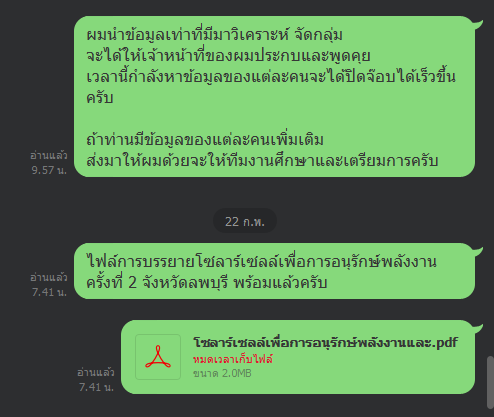 ผมนำข้อมูลเท่าที่มีมาวิเคราะห์ จัดกลุ่ม
จะได้ให้เจ้าหน้าที่ของผมประกบและพูดคุย
เวลานี้กำลังหาข้อมูลของแต่ละคนจะได้ปิดจ๊อบได้เร็วขึ้น
ครับ
ถ้าท่านมีข้อมูลของแต่ละคนเพิ่มเติม
ส่งมาให้ผมด้วยจะให้ทีมงานศึกษาและเตรียมการครับ
อ่านแล้ว
9.57 น.
22 ก.พ.
ไฟล์การบรรยายโซล่าร์เซลล์เพื่อการอนุรักษ์พลังงาน
ครั้งที่ 2 จังหวัดลพบุรี พร้อมแล้วครับ
อ่านแล้ว
7.41 น.
โซลาร์เซลล์เพื่อการอนุรักษ์พลังงานและ.pdf
หมดเวลาเก็บไฟล์
ขนาด 2.0MB
อ่านแล้ว
7.41 น.